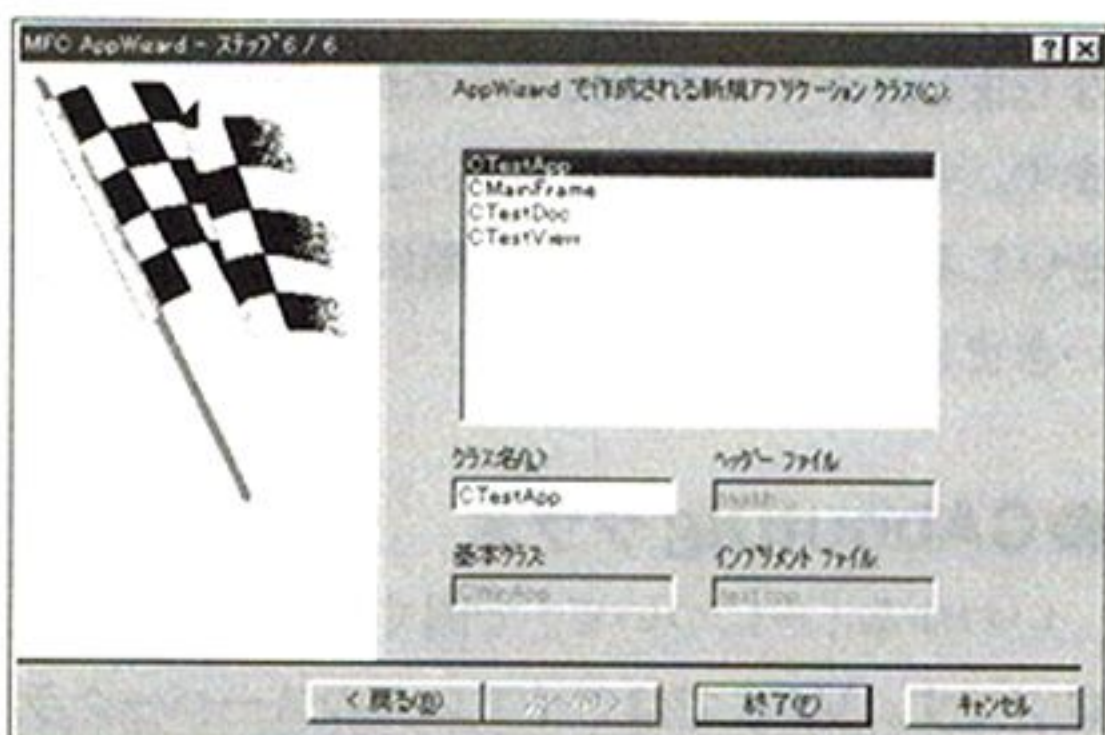 MFC AppWizard - ステップ 6 / 6
AppWizard で作成される新規アプリケーション クラス(C):
CTestApp
CMainFrame
CTestDoc
CTestView
クラス名(L):
ヘッダー ファイル:
CTestApp
基本クラス:
インプリメント ファイル:
CWinApp
< 戻る(B)
終了(F)
キャンセル